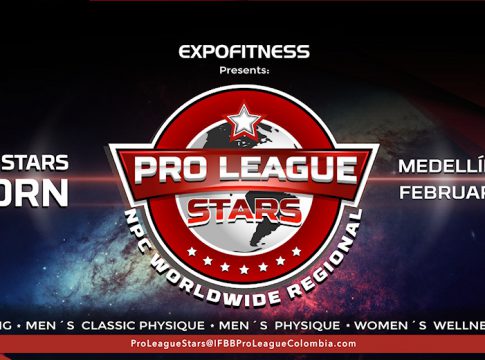 EXPOFITNESS
Presents:
STARS
ORN
PRO LEAGUE
STARS
NPC WORLDWIDE REGIONAL
MEDELLÍ
FEBRUAR
NG • MEN´S CLASSIC PHYSIQUE • MEN´S PHYSIQUE • WOMEN´S WELLNE
ProLeagueStars@IFBBProLeagueColombia.com